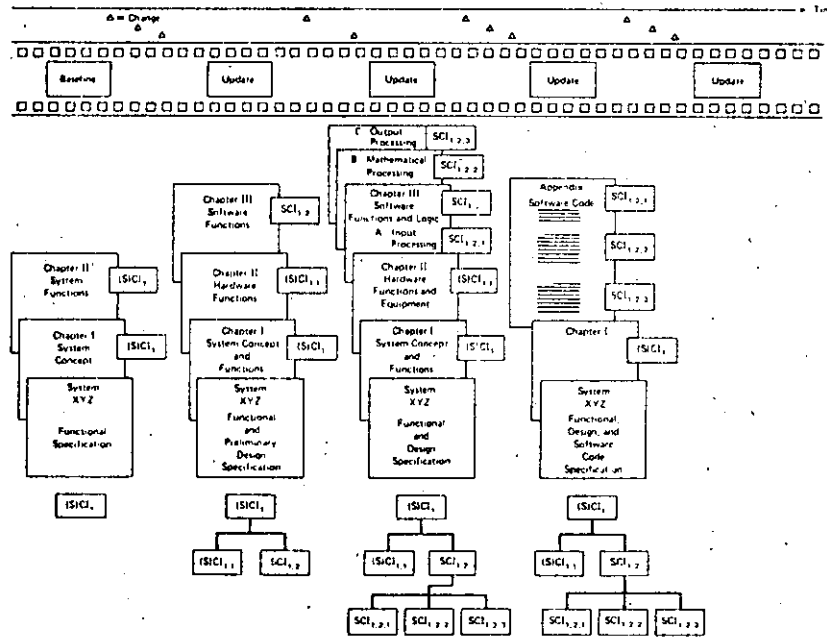 Δ = Change
Baseline
Update
Update
Update
Update
C Output
Processing
SCI1,2,3
B Mathematical
Processing
SCI1,2,2
Chapter III
Software
Functions
SCI1,2
Chapter III
Software
Functions and Logic
A Input
Processing
SCI1,2,1
Appendix
Software Code
SCI1,2,1
SCI1,2,2
SCI1,2,3
Chapter II
System
Functions
(S)CI1
Chapter II
Hardware
Functions
(S)CI1,1
Chapter II
Hardware
Functions and
Equipment
(S)CI1,1
Chapter I
System
Concept
(S)CI1
Chapter I
System Concept
and
Functions
(S)CI1
Chapter I
System Concept
and
Functions
(S)CI1
Chapter I
(S)CI1
System
XYZ
Functional
Specification
System
XYZ
Functional
and
Preliminary
Design
Specification
System
XYZ
Functional
and
Design
Specification
System
XYZ
Functional,
Design, and
Software
Code
Specification
(S)CI1
(S)CI1
(S)CI1
(S)CI1
(S)CI1,1
SCI1,2
(S)CI1,1
SCI1,2
(S)CI1,1
SCI1,2
SCI1,2,1
SCI1,2,2
SCI1,2,3
SCI1,2,1
SCI1,2,2
SCI1,2,3